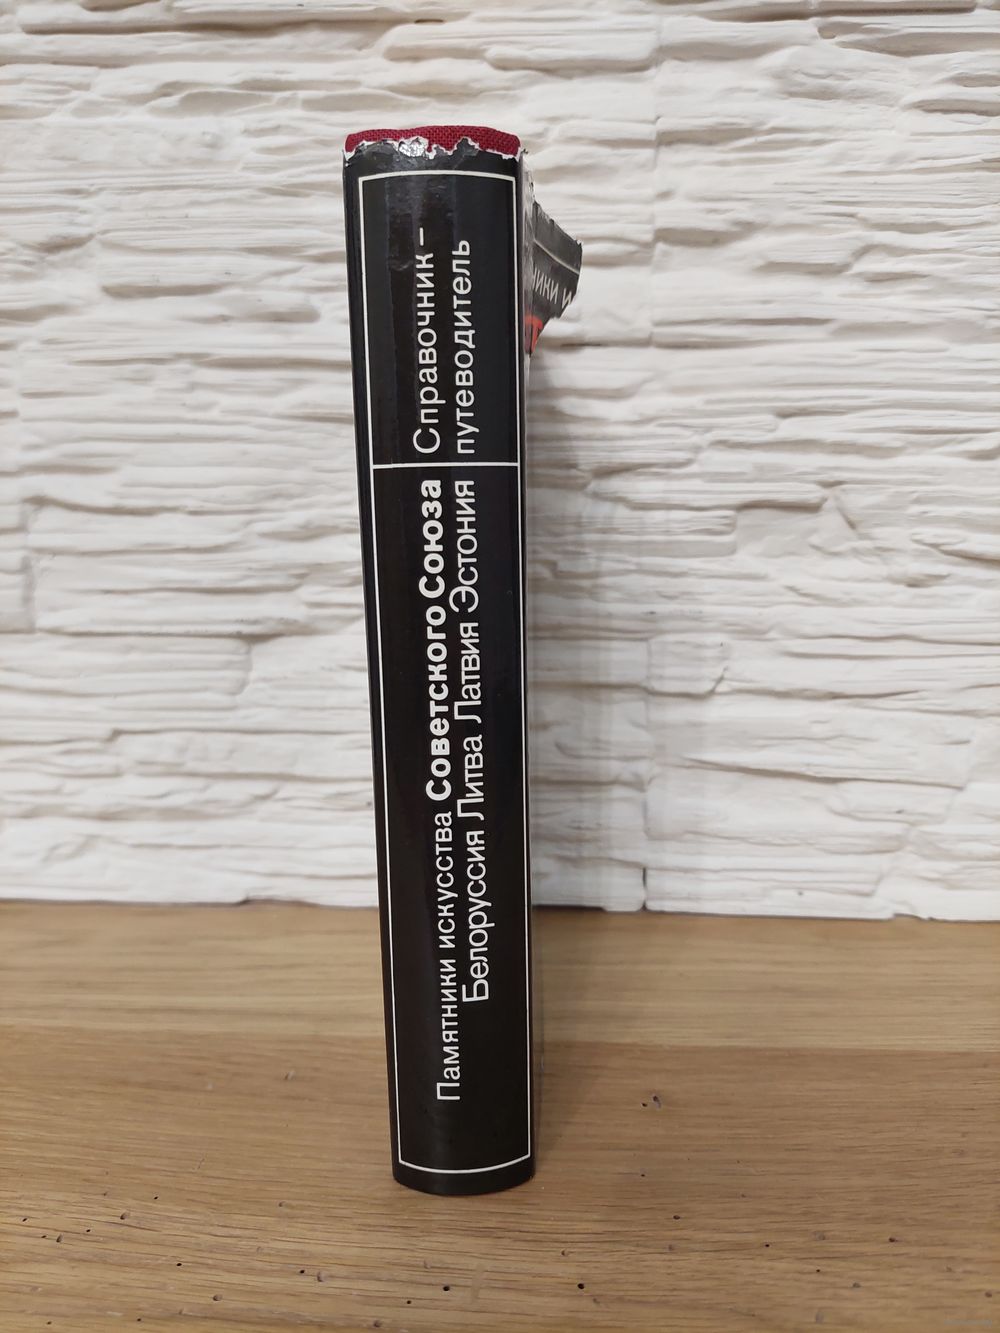 Памятники искусства Советского Союза
Белоруссия Литва Латвия Эстония
Справочник –
путеводитель